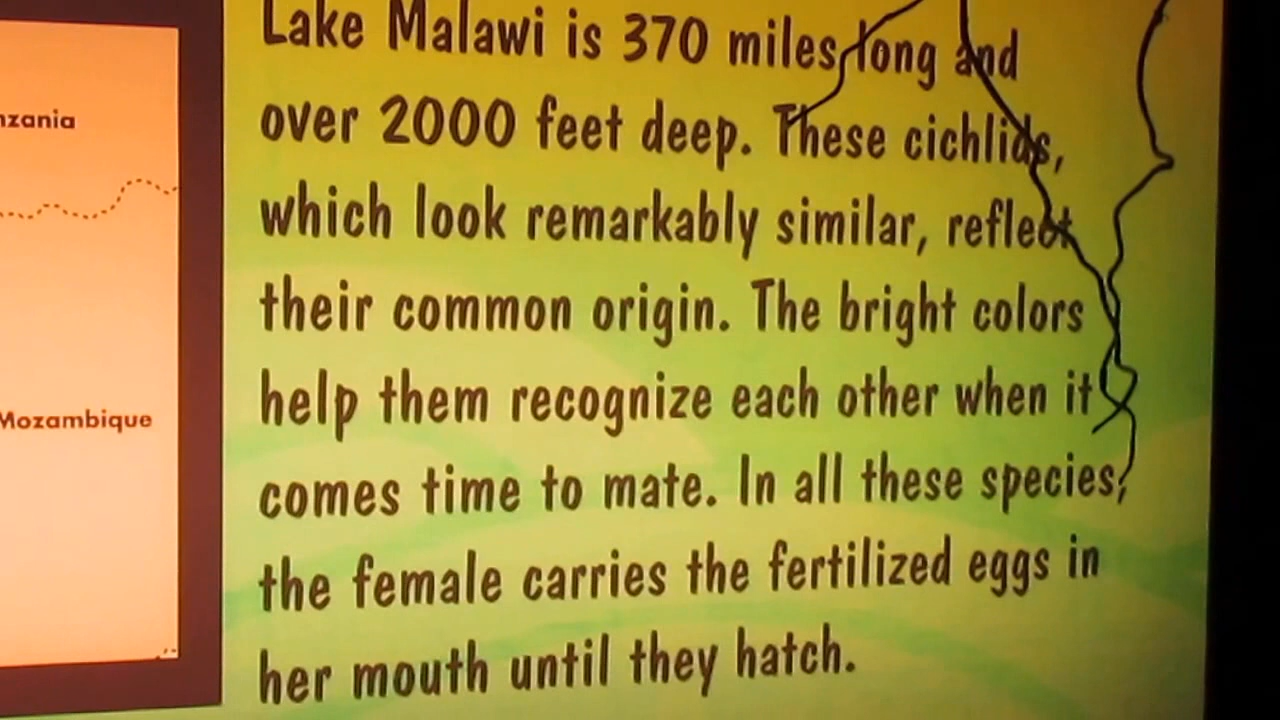 nzania
Mozambique
Lake Malawi is 370 miles long and
over 2000 feet deep. These cichlids,
which look remarkably similar, reflect
their common origin. The bright colors
help them recognize each other when it
comes time to mate. In all these species,
the female carries the fertilized eggs in
her mouth until they hatch.